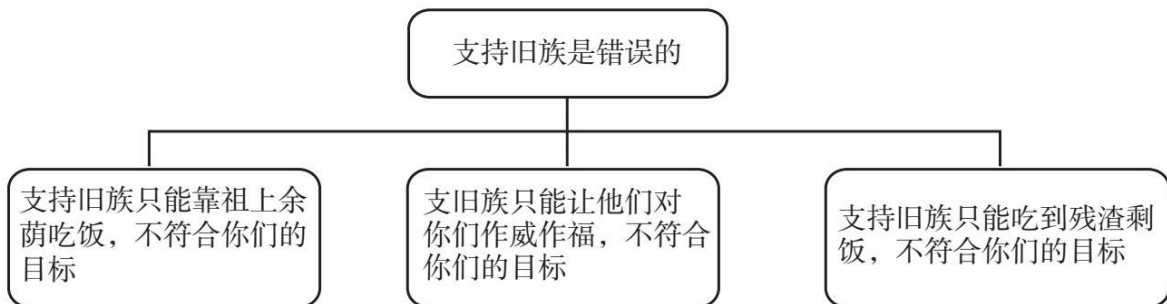 支持旧族是错误的
支持旧族只能靠祖上余
荫吃饭，不符合你们的
目标
支旧族只能让他们对
你们作威作福，不符合
你们的目标
支持旧族只能吃到残渣剩
饭，不符合你们的目标